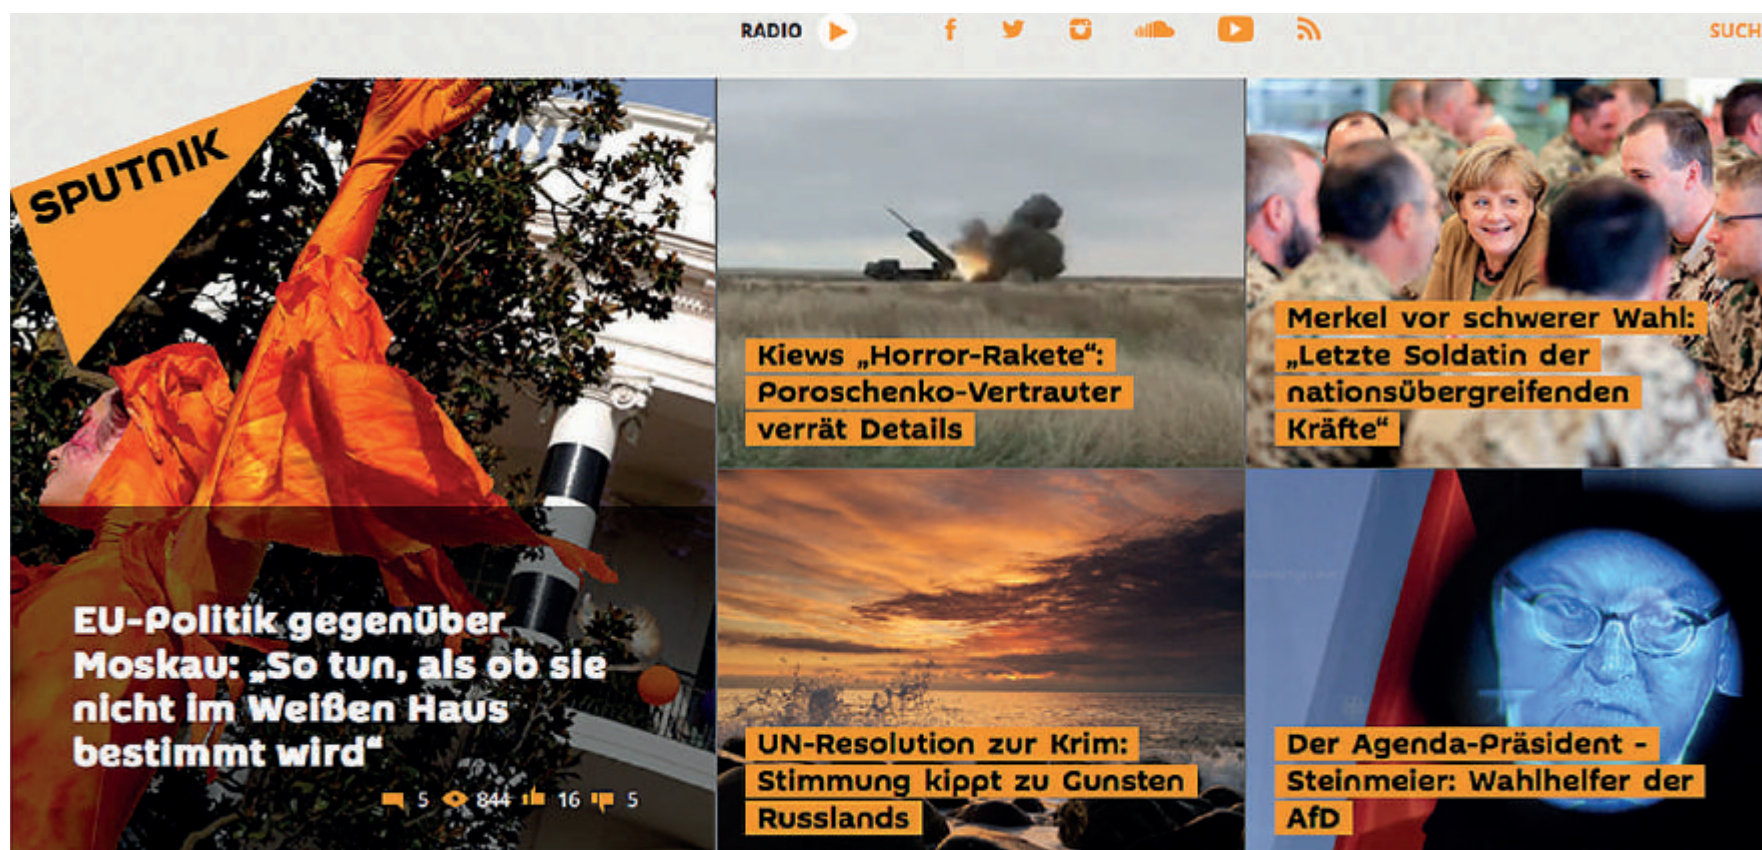 RADIO
SUCH
SPUTNIK
EU-Politik gegenüber
Moskau: „So tun, als ob sie
nicht im Weißen Haus
bestimmt wird“
5 844 16 5
Kiews „Horror-Rakete“:
Poroschenko-Vertrauter
verrät Details
Merkel vor schwerer Wahl:
„Letzte Soldatin der
nationsübergreifenden
Kräfte“
UN-Resolution zur Krim:
Stimmung kippt zu Gunsten
Russlands
Der Agenda-Präsident -
Steinmeier: Wahlhelfer der
AfD